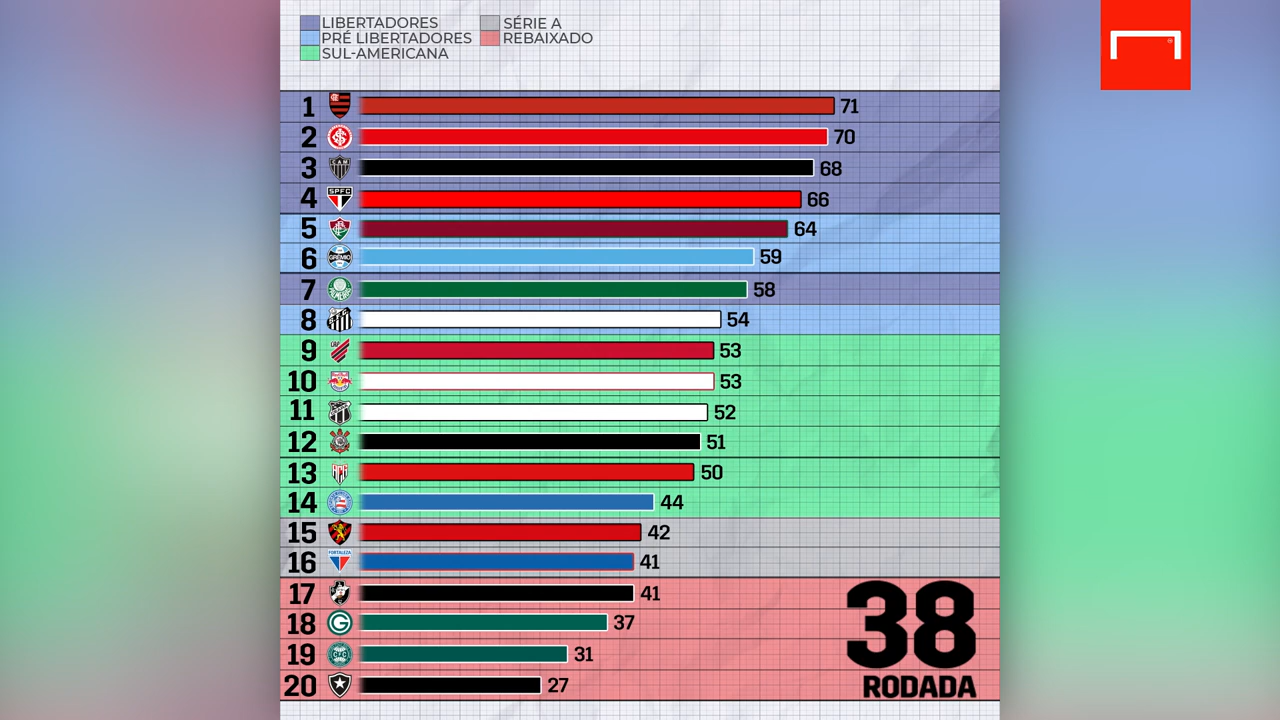 LIBERTADORES
SÉRIE A
PRÉ LIBERTADORES
REBAIXADO
SUL-AMERICANA
1 71
2 70
3 CAM 68
4 SPFC 66
5 64
6 GRÊMIO 59
7 58
8 54
9 53
10 53
11 52
12 51
13 50
14 44
15 42
16 FORTALEZA 41
17 41
18 G 37
19 CFC 31
20 27
38
RODADA